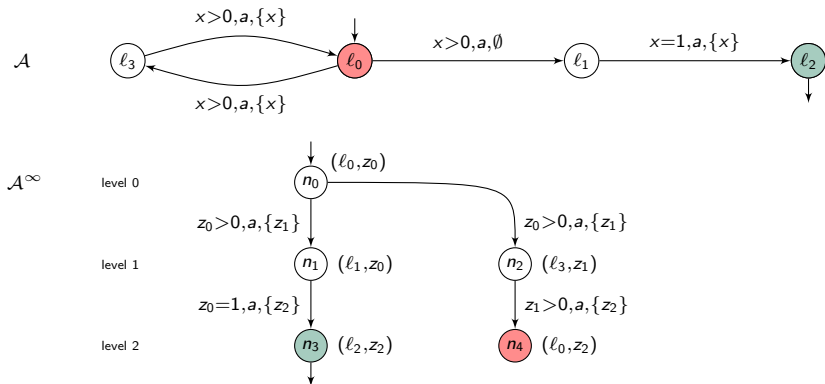 x>0,a,{x}
𝒜 ℓ₃ ℓ₀ x>0,a,∅ ℓ₁ x=1,a,{x} ℓ₂
x>0,a,{x}
𝒜^∞ level 0 n₀ (ℓ₀,z₀)
z₀>0,a,{z₁} z₀>0,a,{z₁}
level 1 n₁ (ℓ₁,z₀) n₂ (ℓ₃,z₁)
z₀=1,a,{z₂} z₁>0,a,{z₂}
level 2 n₃ (ℓ₂,z₂) n₄ (ℓ₀,z₂)